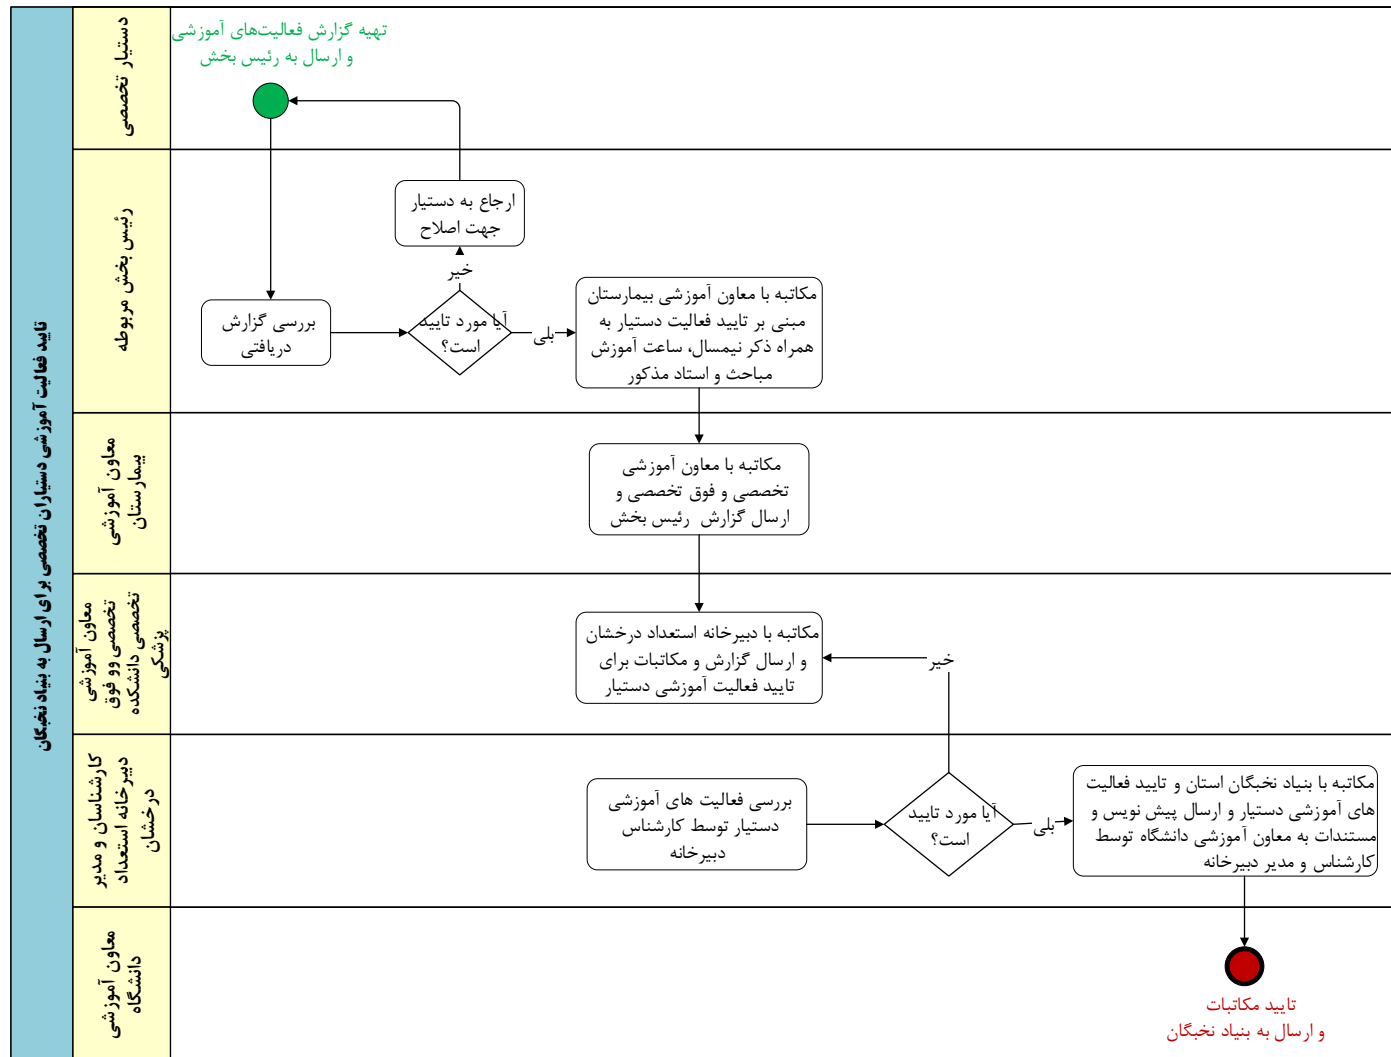 تایید فعالیت آموزشی دستیاران تخصصی برای ارسال به بنیاد نخبگان
دستیار تخصصی
تهیه گزارش فعالیت‌های آموزشی
و ارسال به رئیس بخش
رئیس بخش مربوطه
ارجاع به دستیار
جهت اصلاح
خیر
بررسی گزارش
دریافتی
آیا مورد تایید
است؟
بلی
مکاتبه با معاون آموزشی بیمارستان
مبنی بر تایید فعالیت دستیار به
همراه ذکر نیمسال، ساعت آموزش
مباحث و استاد مذکور
معاون آموزشی
بیمارستان
مکاتبه با معاون آموزشی
تخصصی و فوق تخصصی و
ارسال گزارش رئیس بخش
معاون آموزشی
تخصصی وو فوق
تخصصی دانشکده
پزشکی
مکاتبه با دبیرخانه استعداد درخشان
و ارسال گزارش و مکاتبات برای
تایید فعالیت آموزشی دستیار
خیر
کارشناسان و مدیر
دبیرخانه استعداد
درخشان
بررسی فعالیت های آموزشی
دستیار توسط کارشناس
دبیرخانه
آیا مورد تایید
است؟
بلی
مکاتبه با بنیاد نخبگان استان و تایید فعالیت
های آموزشی دستیار و ارسال پیش نویس و
مستندات به معاون آموزشی دانشگاه توسط
کارشناس و مدیر دبیرخانه
معاون آموزشی
دانشگاه
تایید مکاتبات
و ارسال به بنیاد نخبگان